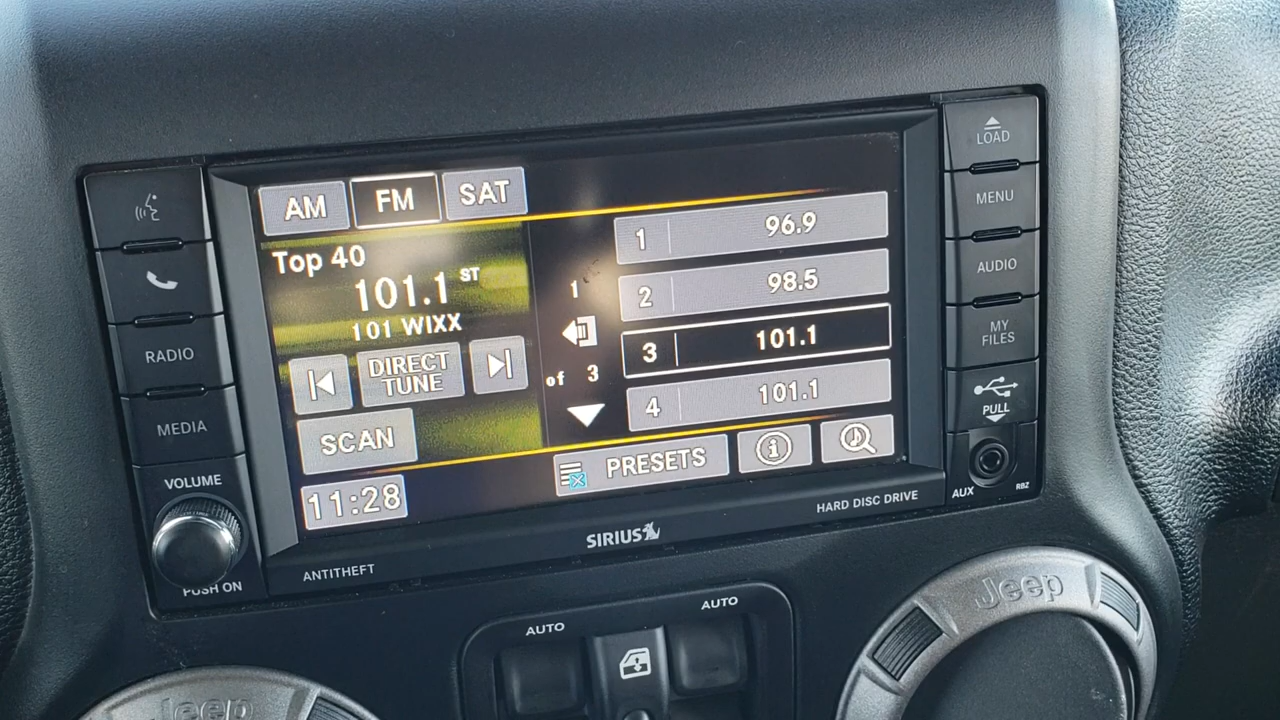 LOAD
MENU
AUDIO
MY
FILES
PULL
AUX
RBZ
RADIO
MEDIA
VOLUME
PUSH ON
AM FM SAT
Top 40
101.1 ST
101 WIXX
DIRECT
TUNE
SCAN
11:28
1
of 3
1 96.9
2 98.5
3 101.1
4 101.1
PRESETS
i
ANTITHEFT
SIRIUS
HARD DISC DRIVE
AUTO
AUTO
Jeep
Jeep